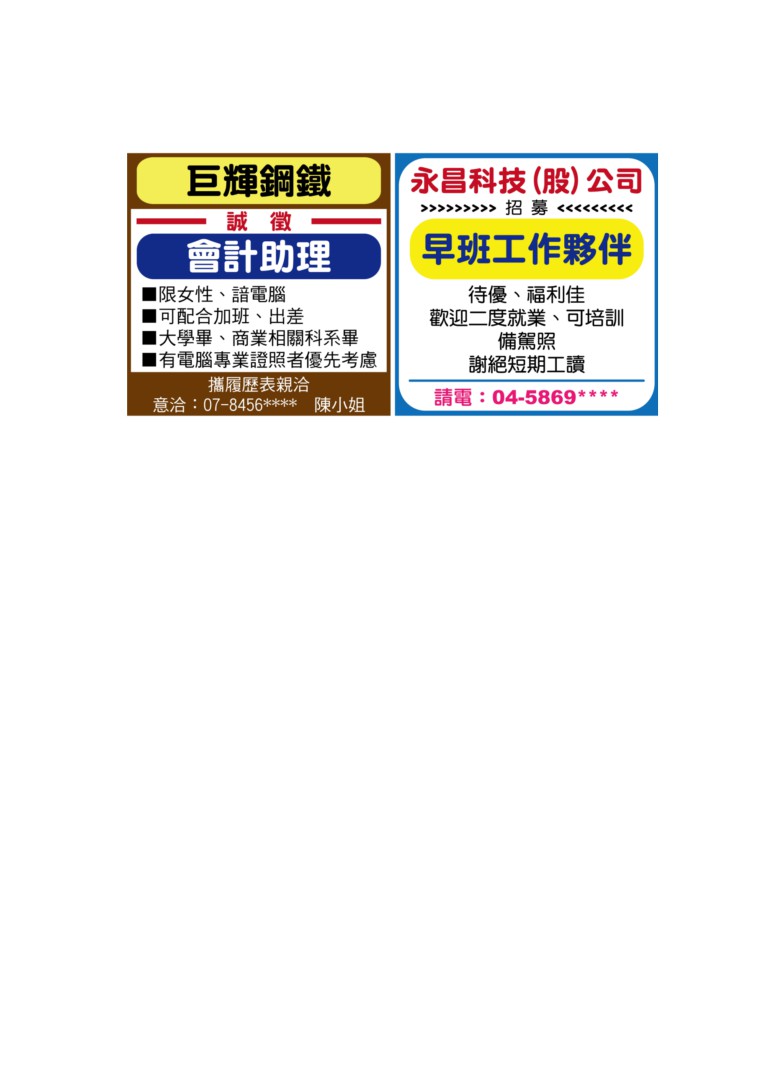 巨輝鋼鐵
誠 徵
會計助理
■限女性、諳電腦
■可配合加班、出差
■大學畢、商業相關科系畢
■有電腦專業證照者優先考慮
攜履歷表親洽
意洽：07-8456**** 陳小姐
永昌科技(股)公司
>>>>>>>>> 招 募 <<<<<<<<<
早班工作夥伴
待優、福利佳
歡迎二度就業、可培訓
備駕照
謝絕短期工讀
請電：04-5869****